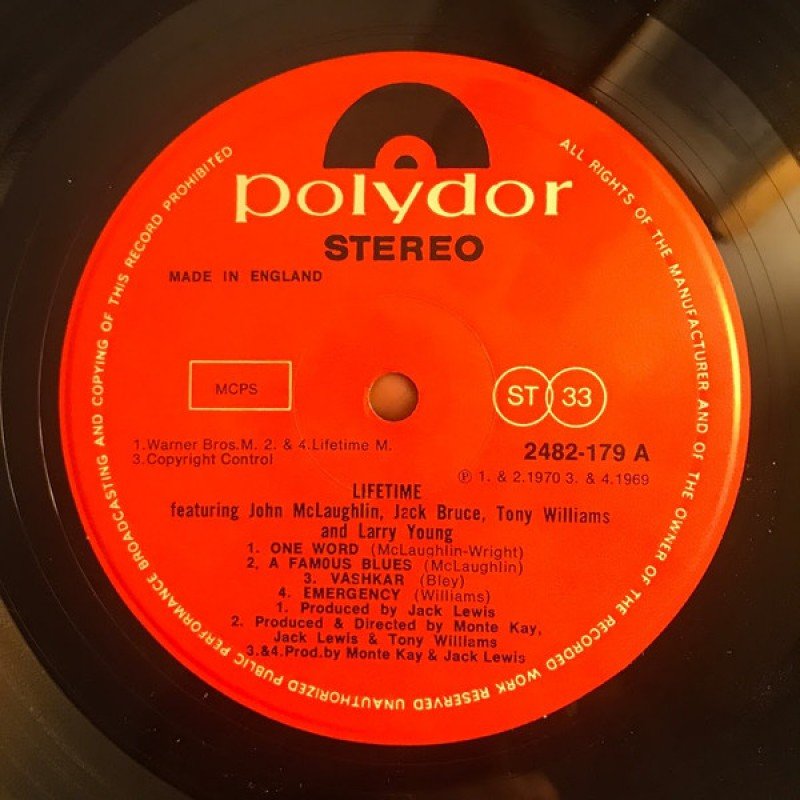 polydor
STEREO
MADE IN ENGLAND
MCPS
ST 33
1.Warner Bros.M. 2. & 4.Lifetime M.
3.Copyright Control
2482-179 A
℗ 1. & 2.1970 3. & 4.1969
LIFETIME
featuring John McLaughlin, Jack Bruce, Tony Williams
and Larry Young
1. ONE WORD (McLaughlin-Wright)
2, A FAMOUS BLUES (McLaughlin)
3. VASHKAR (Bley)
4. EMERGENCY (Williams)
1. Produced by Jack Lewis
2. Produced & Directed by Monte Kay,
Jack Lewis & Tony Williams
3.&4.Prod.by Monte Kay & Jack Lewis
ALL RIGHTS OF THE MANUFACTURER AND OF THE OWNER OF THE RECORDED WORK RESERVED UNAUTHORIZED PUBLIC PERFORMANCE BROADCASTING AND COPYING OF THIS RECORD PROHIBITED